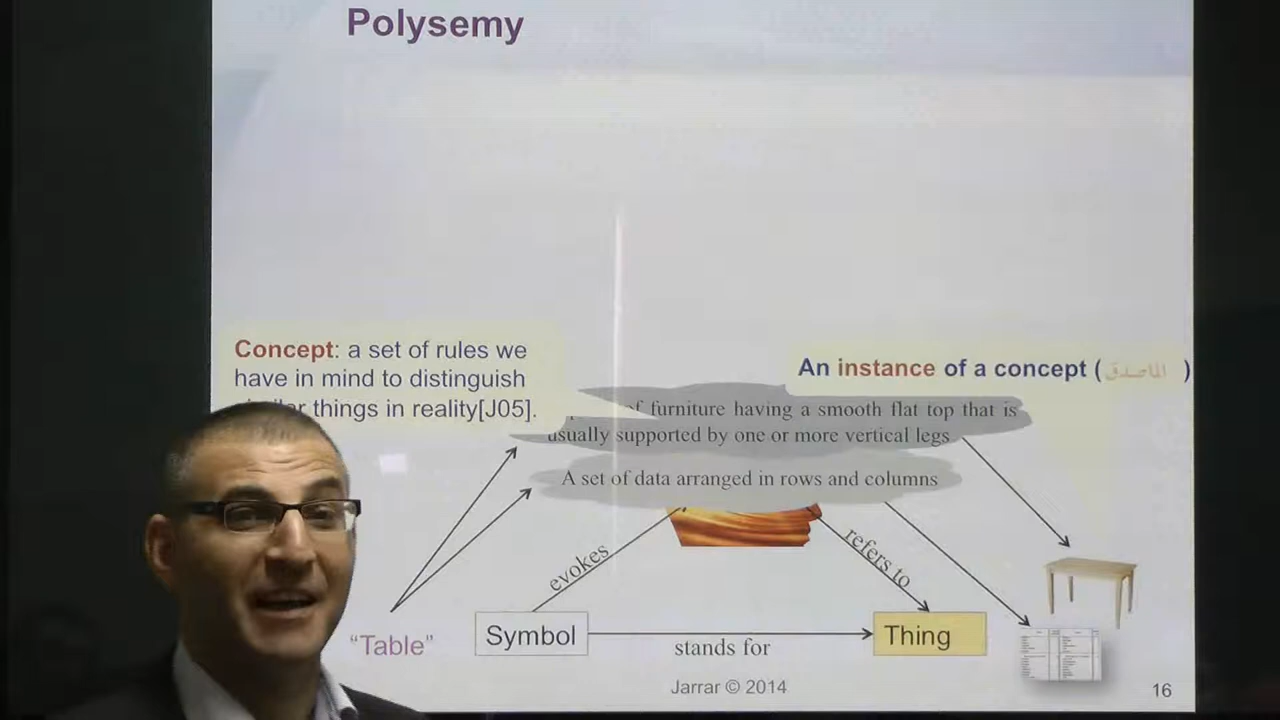 Polysemy
Concept: a set of rules we
have in mind to distinguish
things in reality[J05].
An instance of a concept (الماصدق)
of furniture having a smooth flat top that is
usually supported by one or more vertical legs
A set of data arranged in rows and columns
evokes
refers to
"Table"
Symbol
stands for
Thing
Jarrar © 2014
16